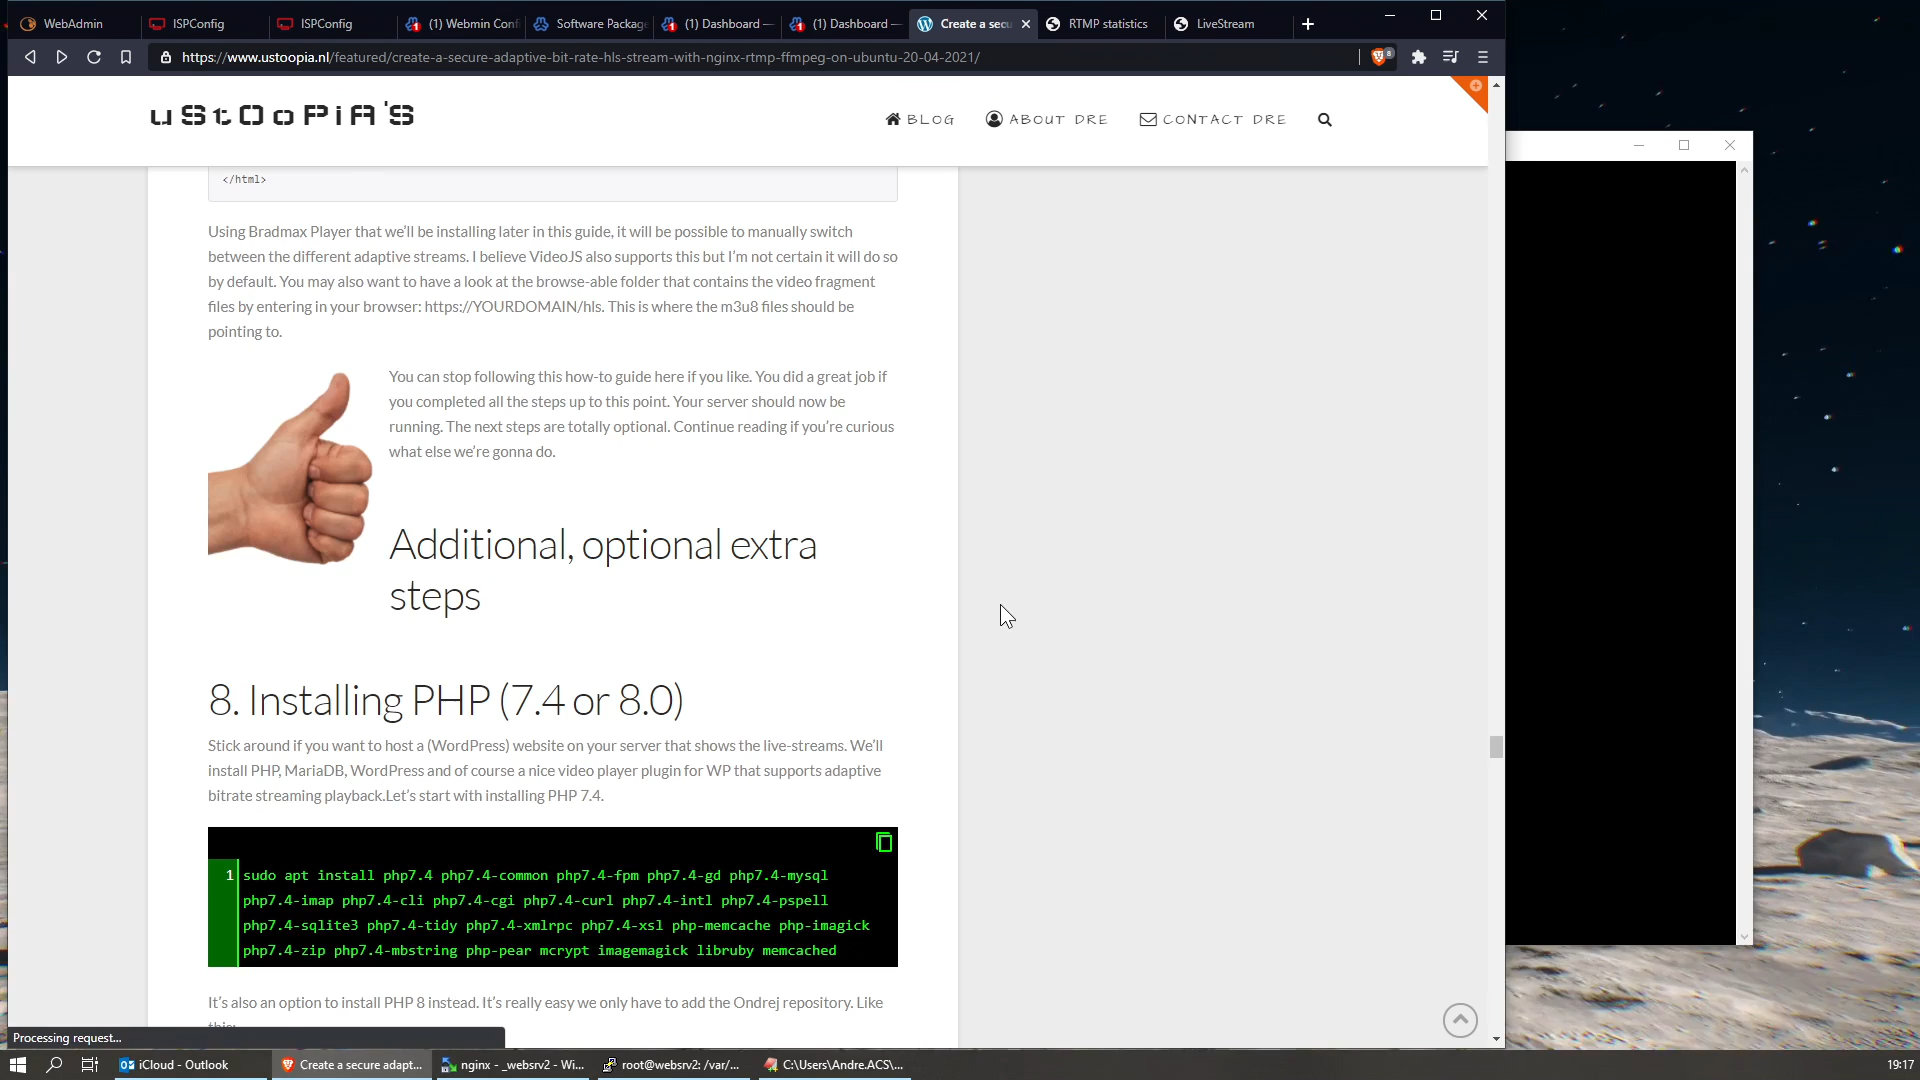 WebAdmin
ISPConfig
ISPConfig
(1) Webmin Conf
Software Package
(1) Dashboard —
(1) Dashboard —
Create a secu
RTMP statistics
LiveStream
https://www.ustoopia.nl/featured/create-a-secure-adaptive-bit-rate-hls-stream-with-nginx-rtmp-ffmpeg-on-ubuntu-20-04-2021/
8
uStOoPiA'S
BLOG
ABOUT DRE
CONTACT DRE
</html>
Using Bradmax Player that we'll be installing later in this guide, it will be possible to manually switch
between the different adaptive streams. I believe VideoJS also supports this but I'm not certain it will do so
by default. You may also want to have a look at the browse-able folder that contains the video fragment
files by entering in your browser: https://YOURDOMAIN/hls. This is where the m3u8 files should be
pointing to.
You can stop following this how-to guide here if you like. You did a great job if
you completed all the steps up to this point. Your server should now be
running. The next steps are totally optional. Continue reading if you're curious
what else we're gonna do.
Additional, optional extra
steps
8. Installing PHP (7.4 or 8.0)
Stick around if you want to host a (WordPress) website on your server that shows the live-streams. We'll
install PHP, MariaDB, WordPress and of course a nice video player plugin for WP that supports adaptive
bitrate streaming playback.Let's start with installing PHP 7.4.
1 sudo apt install php7.4 php7.4-common php7.4-fpm php7.4-gd php7.4-mysql
php7.4-imap php7.4-cli php7.4-cgi php7.4-curl php7.4-intl php7.4-pspell
php7.4-sqlite3 php7.4-tidy php7.4-xmlrpc php7.4-xsl php-memcache php-imagick
php7.4-zip php7.4-mbstring php-pear mcrypt imagemagick libruby memcached
It's also an option to install PHP 8 instead. It's really easy we only have to add the Ondrej repository. Like
this:
Processing request...
iCloud - Outlook
Create a secure adapt...
nginx - _websrv2 - Wi...
root@websrv2: /var/...
C:\Users\Andre.ACS\...
19:17